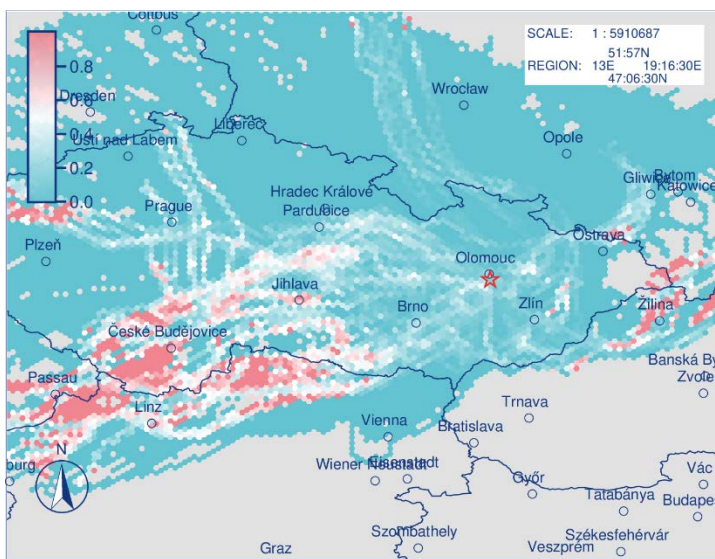 Cottbus
SCALE: 1 : 5910687
51:57N
REGION: 13E 19:16:30E
47:06:30N
0.8
0.6
Dresden
Wrocław
0.4
Liberec
Ústí nad Labem
Opole
0.2
Bytom
Gliwice
Katowice
Hradec Králové
0.0
Prague
Pardubice
Ostrava
Plzeň
Olomouc
Jihlava
Brno
Zlín
Žilina
České Budějovice
Banská By
Passau
Zvole
Linz
Trnava
Vienna
Bratislava
N
Wiener Neustadt
Eisenstadt
burg
Vác
Győr
Tatabánya
Budape
Szombathely
Székesfehérvár
Graz
Veszprém